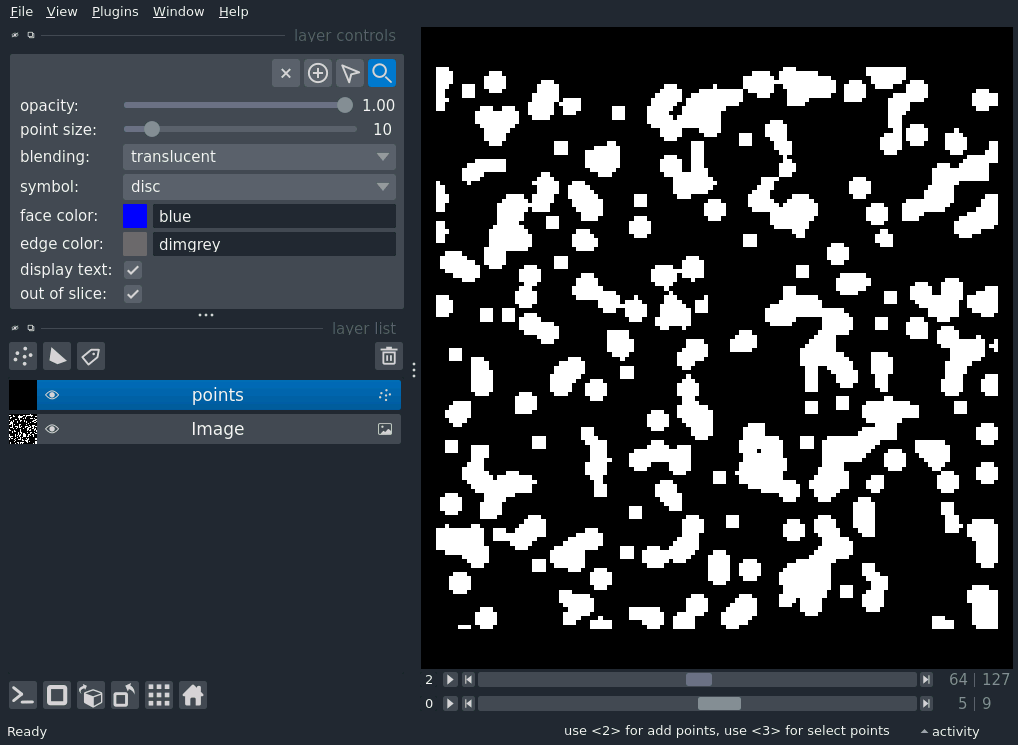 File View Plugins Window Help
layer controls
opacity: 1.00
point size: 10
blending: translucent
symbol: disc
face color: blue
edge color: dimgrey
display text:
out of slice:
layer list
points
Image
2 64 | 127
0 5 | 9
Ready use <2> for add points, use <3> for select points activity